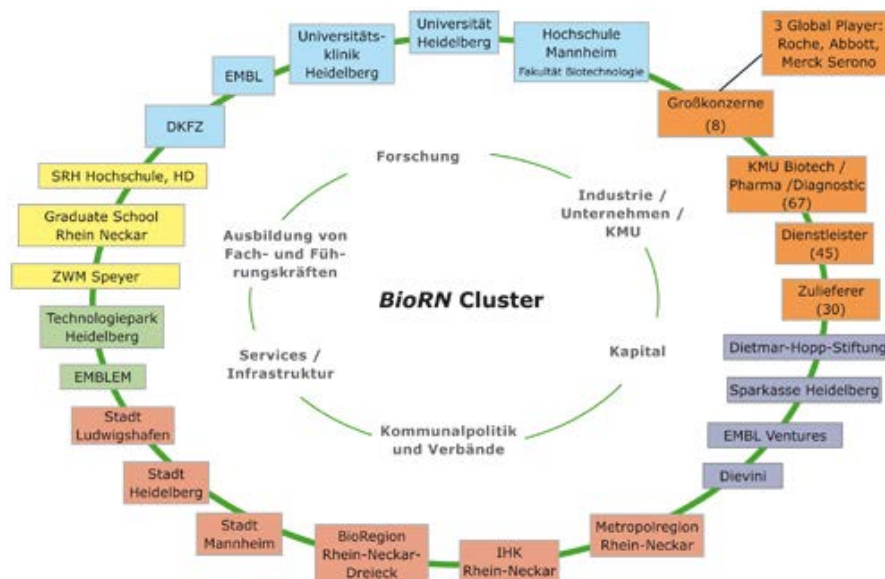 Universitäts-
klinik
Heidelberg
Universität
Heidelberg
Hochschule
Mannheim
Fakultät Biotechnologie
3 Global Player:
Roche, Abbott,
Merck Serono
EMBL
Großkonzerne
(8)
DKFZ
Forschung
SRH Hochschule, HD
KMU Biotech /
Pharma /Diagnostic
(67)
Industrie /
Unternehmen /
KMU
Graduate School
Rhein Neckar
Ausbildung von
Fach- und Füh-
rungskräften
Dienstleister
(45)
ZWM Speyer
BioRN Cluster
Zulieferer
(30)
Technologiepark
Heidelberg
Services /
Infrastruktur
Kapital
Dietmar-Hopp-Stiftung
EMBLEM
Sparkasse Heidelberg
Stadt
Ludwigshafen
Kommunalpolitik
und Verbände
EMBL Ventures
Stadt
Heidelberg
Dievini
Stadt
Mannheim
BioRegion
Rhein-Neckar-
Dreieck
IHK
Rhein-Neckar
Metropolregion
Rhein-Neckar